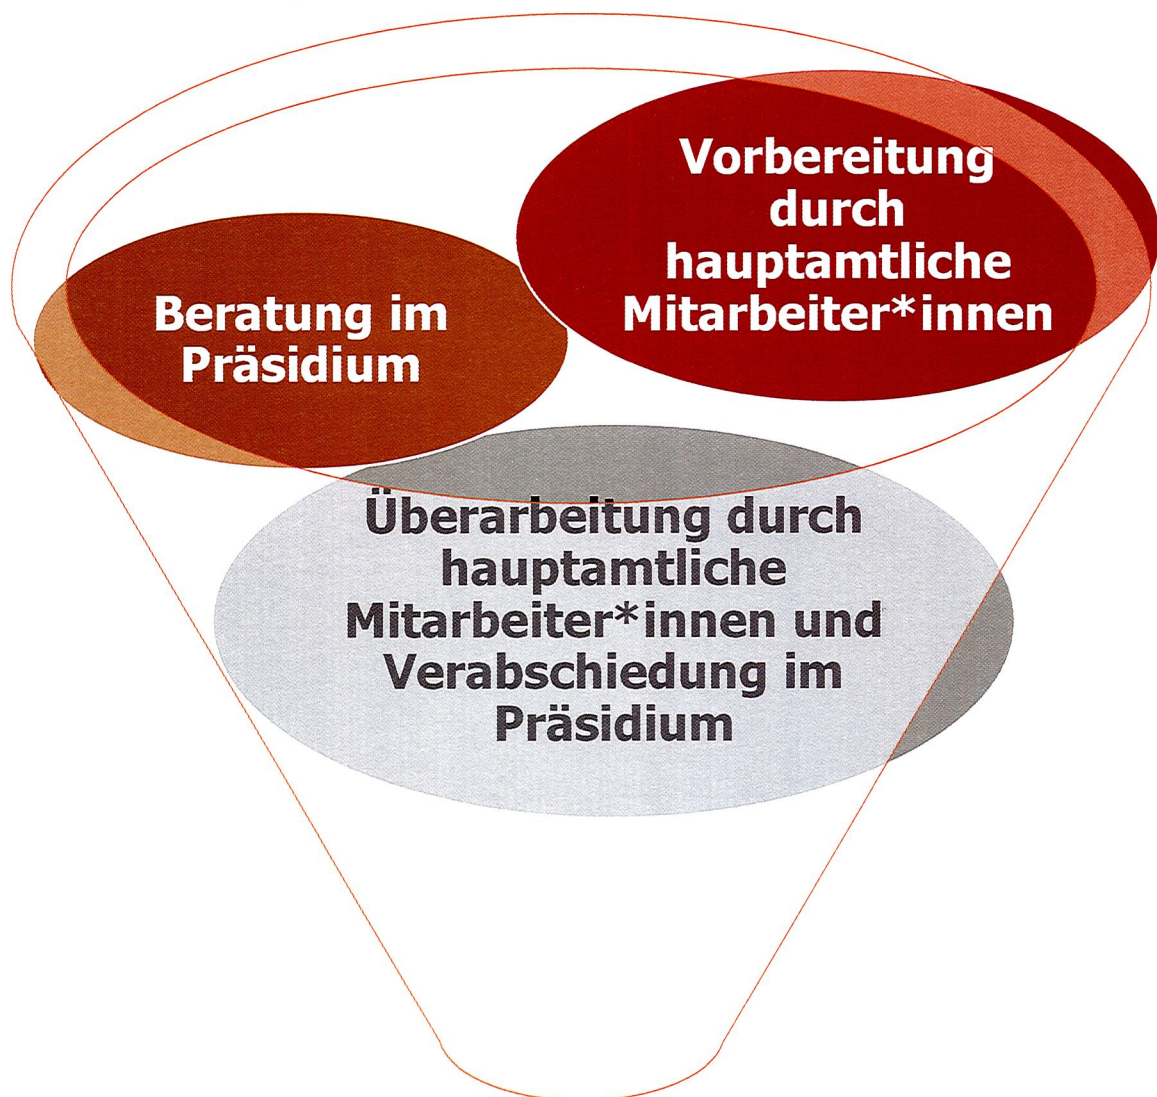 Vorbereitung
durch
hauptamtliche
Mitarbeiter*innen
Beratung im
Präsidium
Überarbeitung durch
hauptamtliche
Mitarbeiter*innen und
Verabschiedung im
Präsidium